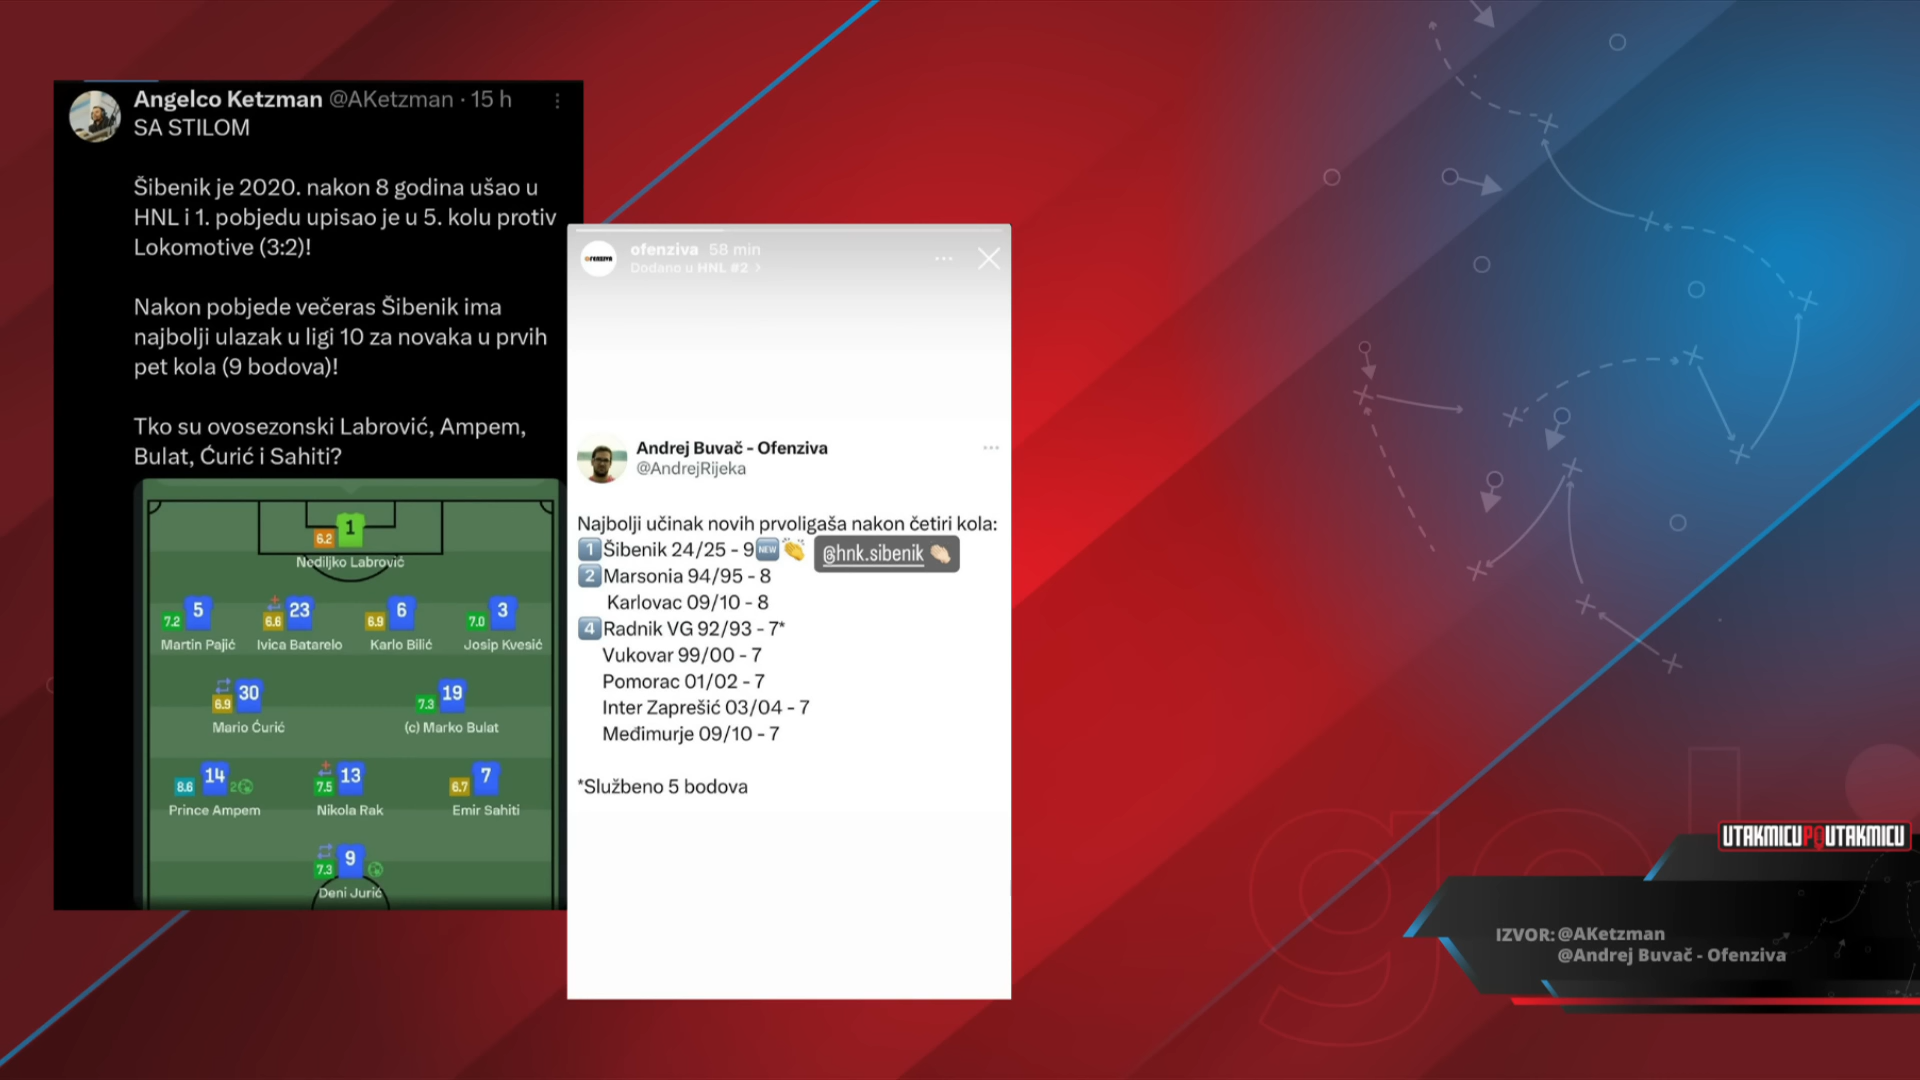 Angelco Ketzman @AKetzman · 15 h
SA STILOM
Šibenik je 2020. nakon 8 godina ušao u
HNL i 1. pobjedu upisao je u 5. kolu protiv
Lokomotive (3:2)!
Nakon pobjede večeras Šibenik ima
najbolji ulazak u ligi 10 za novaka u prvih
pet kola (9 bodova)!
Tko su ovosezonski Labrović, Ampem,
Bulat, Ćurić i Sahiti?
6.2 1
Nediljko Labrović
7.2 5 6.6 23 6.9 6 7.0 3
Martin Pajić Ivica Batarelo Karlo Bilić Josip Kvesić
6.9 30 7.3 19
Mario Ćurić (c) Marko Bulat
8.6 14 2 7.5 13 6.7 7
Prince Ampem Nikola Rak Emir Sahiti
7.3 9
Deni Jurić
ofenziva 58 min
Dodano u HNL #2 >
Andrej Buvač - Ofenziva
@AndrejRijeka
Najbolji učinak novih prvoligaša nakon četiri kola:
1 Šibenik 24/25 - 9 NEW 👏 @hnk.sibenik 👏🏻
2 Marsonia 94/95 - 8
Karlovac 09/10 - 8
4 Radnik VG 92/93 - 7*
Vukovar 99/00 - 7
Pomorac 01/02 - 7
Inter Zaprešić 03/04 - 7
Međimurje 09/10 - 7
*Službeno 5 bodova
gol
UTAKMICU PO UTAKMICU
IZVOR: @AKetzman
@Andrej Buvač - Ofenziva